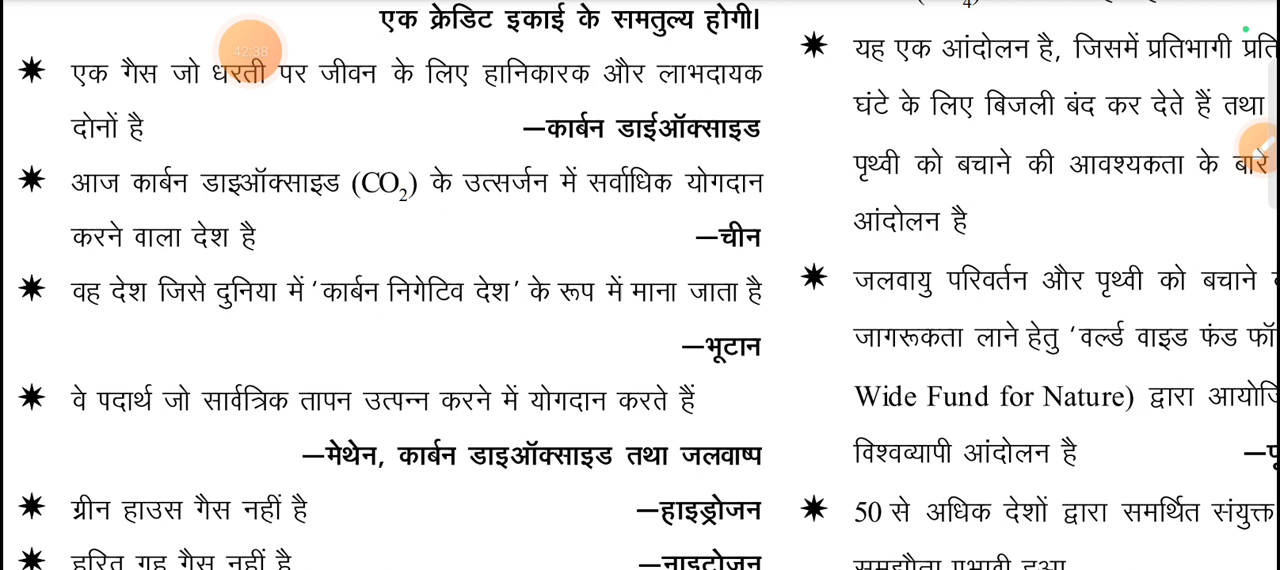 एक क्रेडिट इकाई के समतुल्य होगी।
42:38
✷ एक गैस जो धरती पर जीवन के लिए हानिकारक और लाभदायक
दोनों है —कार्बन डाईऑक्साइड
✷ आज कार्बन डाइऑक्साइड (CO₂) के उत्सर्जन में सर्वाधिक योगदान
करने वाला देश है —चीन
✷ वह देश जिसे दुनिया में ‘कार्बन निगेटिव देश’ के रूप में माना जाता है
—भूटान
✷ वे पदार्थ जो सार्वत्रिक तापन उत्पन्न करने में योगदान करते हैं
—मेथेन, कार्बन डाइऑक्साइड तथा जलवाष्प
✷ ग्रीन हाउस गैस नहीं है —हाइड्रोजन
✷ हरित गृह गैस नहीं है —नाइट्रोजन
✷ यह एक आंदोलन है, जिसमें प्रतिभागी
घंटे के लिए बिजली बंद कर देते हैं तथा
पृथ्वी को बचाने की आवश्यकता के बारे
आंदोलन है
✷ जलवायु परिवर्तन और पृथ्वी को बचाने
जागरूकता लाने हेतु ‘वर्ल्ड वाइड फंड
Wide Fund for Nature) द्वारा
विश्वव्यापी आंदोलन है
✷ 50 से अधिक देशों द्वारा समर्थित संयुक्त